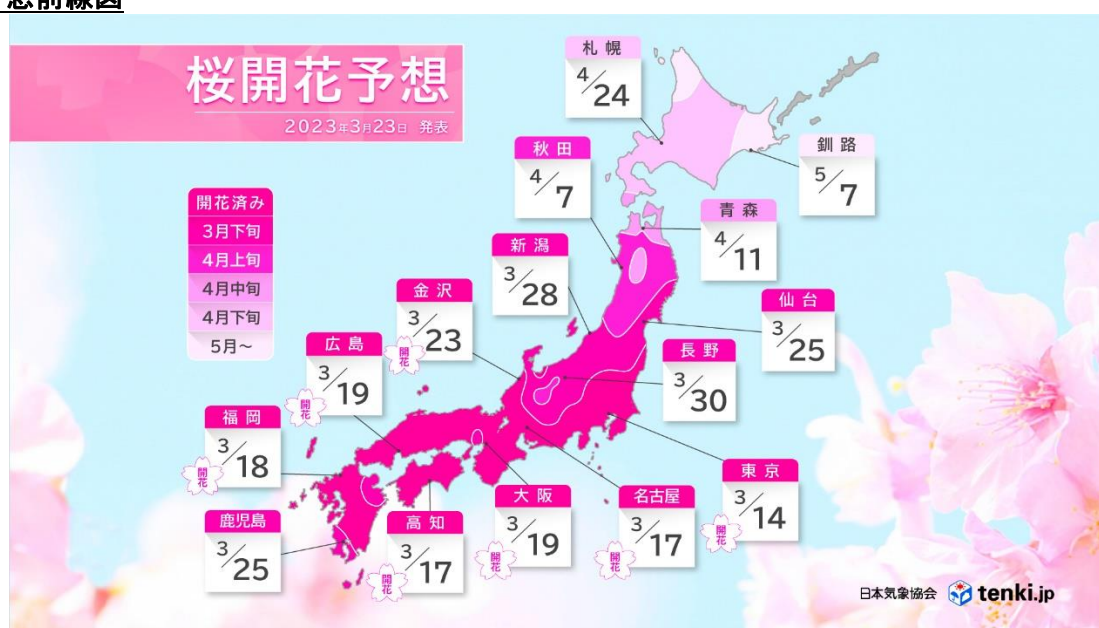 想前線図
桜開花予想
2023年3月23日 発表
札幌
4/24
釧路
5/7
秋田
4/7
青森
4/11
開花済み
3月下旬
4月上旬
4月中旬
4月下旬
5月～
新潟
3/28
金沢
3/23
開花
仙台
3/25
広島
3/19
開花
長野
3/30
福岡
3/18
開花
東京
3/14
開花
鹿児島
3/25
高知
3/17
開花
大阪
3/19
開花
名古屋
3/17
開花
日本気象協会 tenki.jp